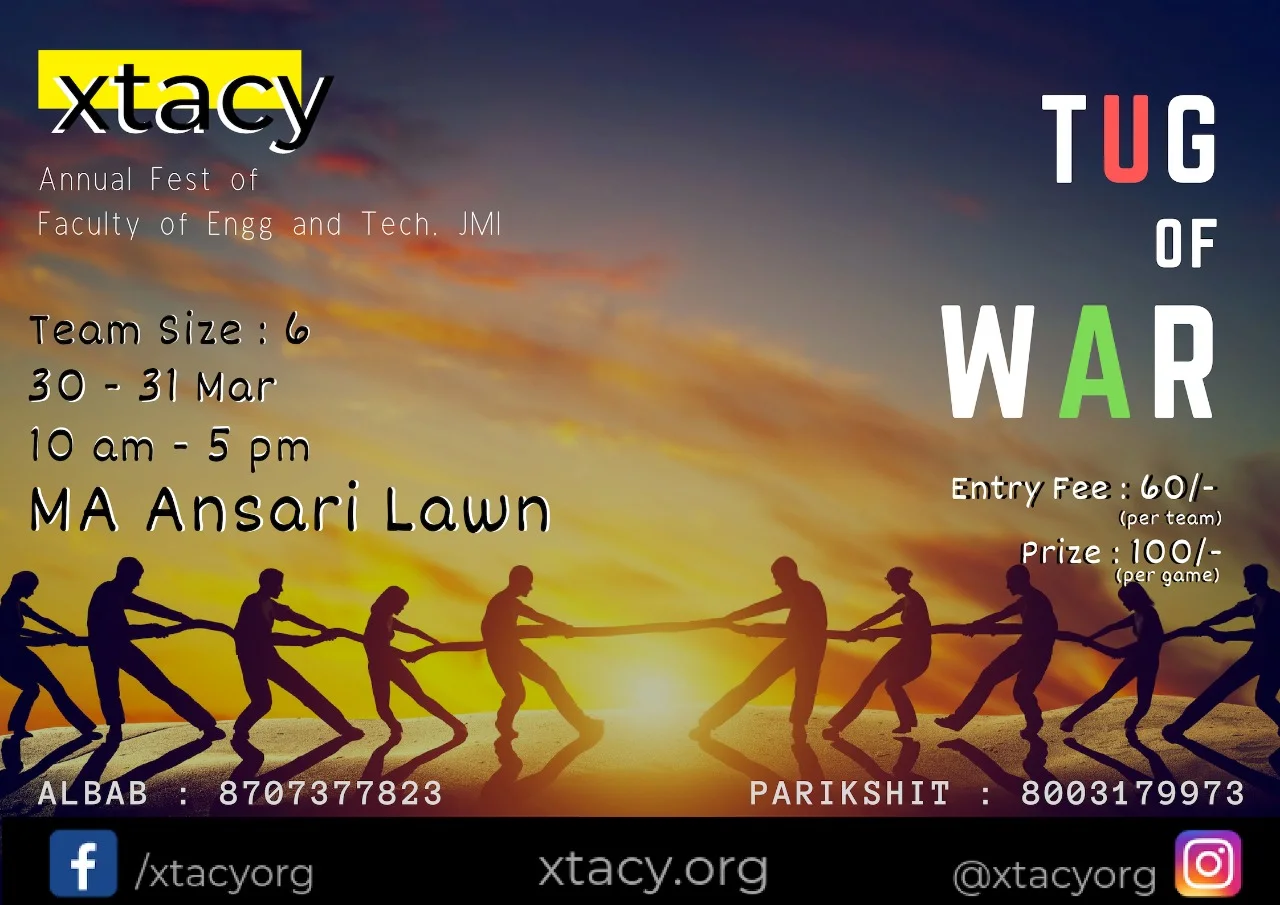 xtacy
Annual Fest of
Faculty of Engg and Tech. JMI
Team Size : 6
30 - 31 Mar
10 am - 5 pm
MA Ansari Lawn
TUG
OF
WAR
Entry Fee : 60/-
(per team)
Prize : 100/-
(per game)
ALBAB : 8707377823
PARIKSHIT : 8003179973
/xtacyorg
xtacy.org
@xtacyorg